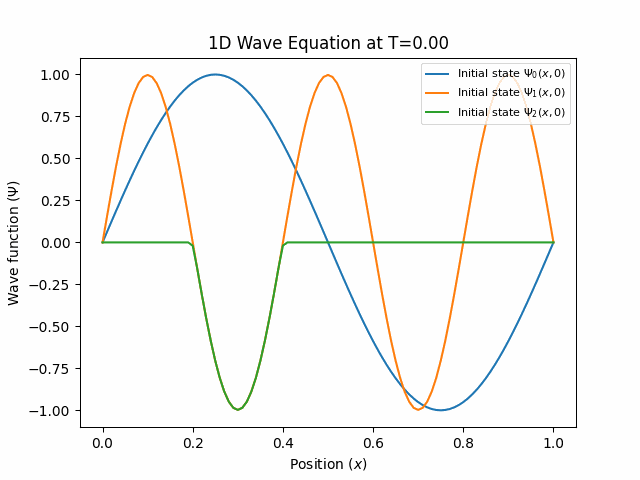 1D Wave Equation at T=0.00
Initial state Ψ₀(x, 0)
Initial state Ψ₁(x, 0)
Initial state Ψ₂(x, 0)
Wave function (Ψ)
1.00
0.75
0.50
0.25
0.00
−0.25
−0.50
−0.75
−1.00
0.0 0.2 0.4 0.6 0.8 1.0
Position (x)